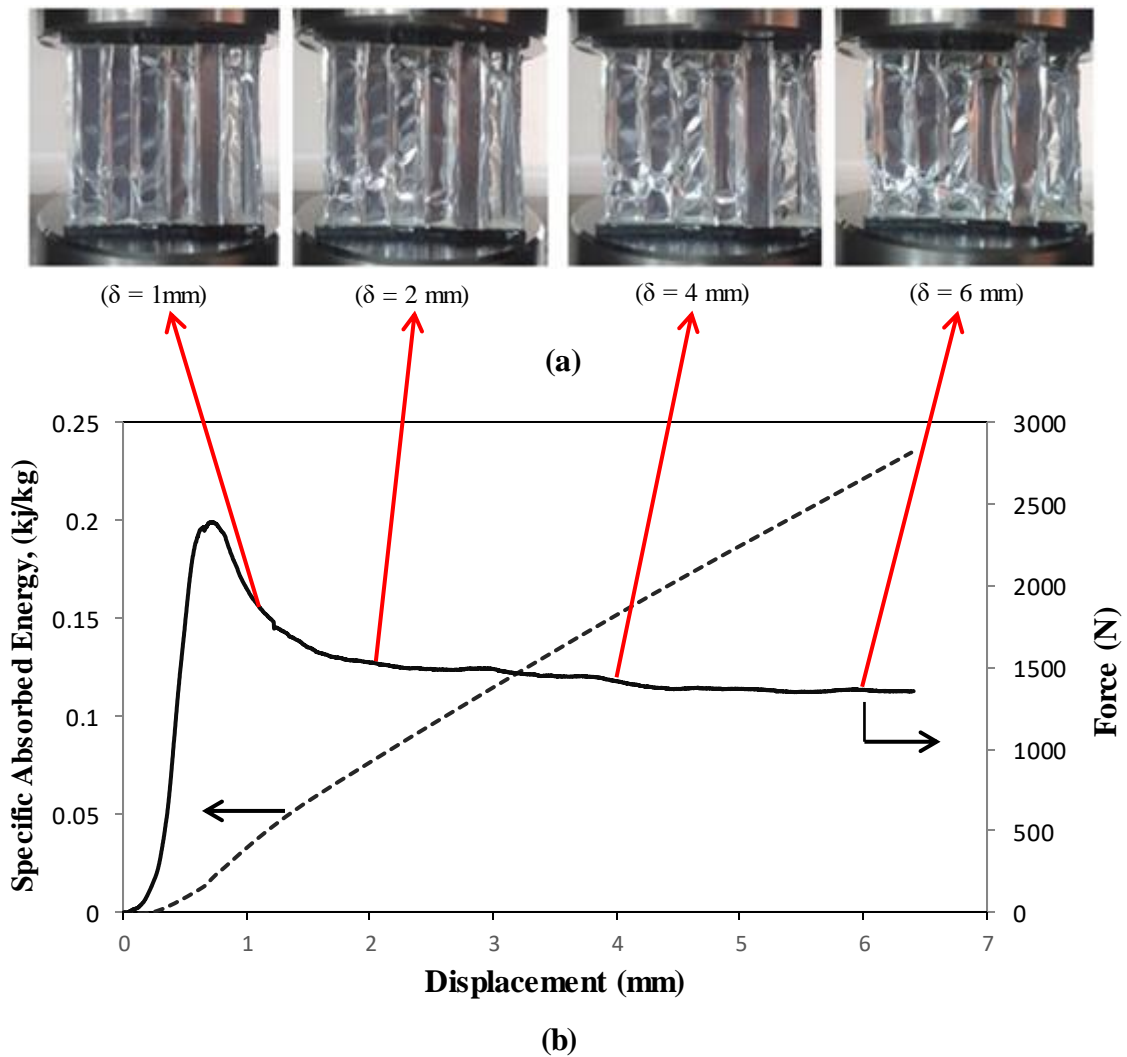 (δ = 1mm)
(δ = 2 mm)
(δ = 4 mm)
(δ = 6 mm)
(a)
Specific Absorbed Energy, (kj/kg)
0.25
0.2
0.15
0.1
0.05
0
3000
2500
2000
1500
1000
500
0
Force (N)
0 1 2 3 4 5 6 7
Displacement (mm)
(b)